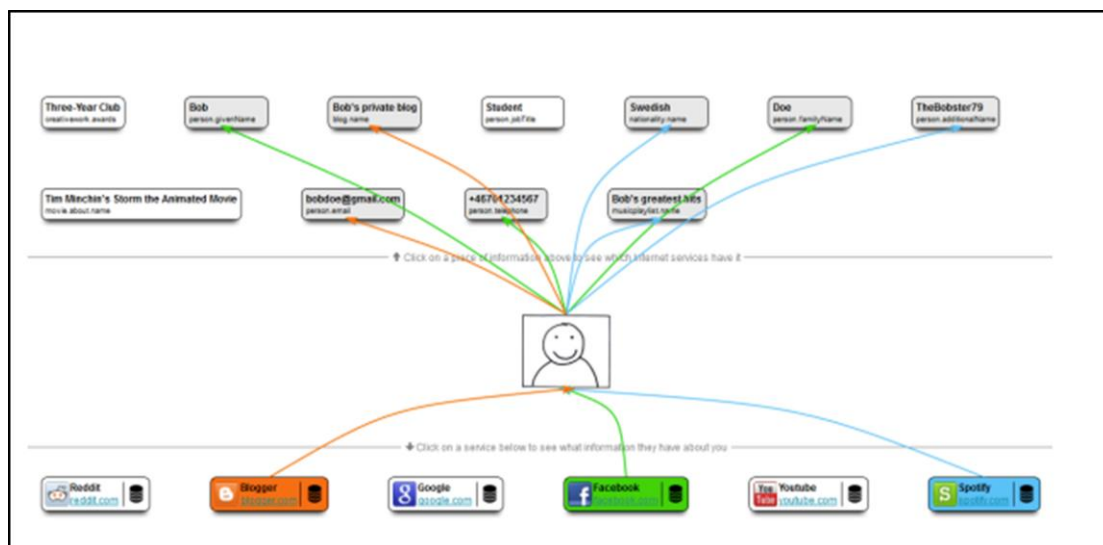 Three-Year Club
creativework.awards
Bob
person.givenName
Bob's private blog
blog.name
Student
person.jobTitle
Swedish
nationality.name
Doe
person.familyName
TheBobster79
person.additionalName
Tim Minchin's Storm the Animated Movie
movie.about.name
bobdoe@gmail.com
person.email
+46701234567
person.telephone
Bob's greatest hits
musicplaylist.name
Click on a piece of information above to see which Internet services have it
Click on a service below to see what information they have about you
Reddit
reddit.com
Blogger
blogger.com
Google
google.com
Facebook
facebook.com
You
Tube
Youtube
youtube.com
Spotify
spotify.com